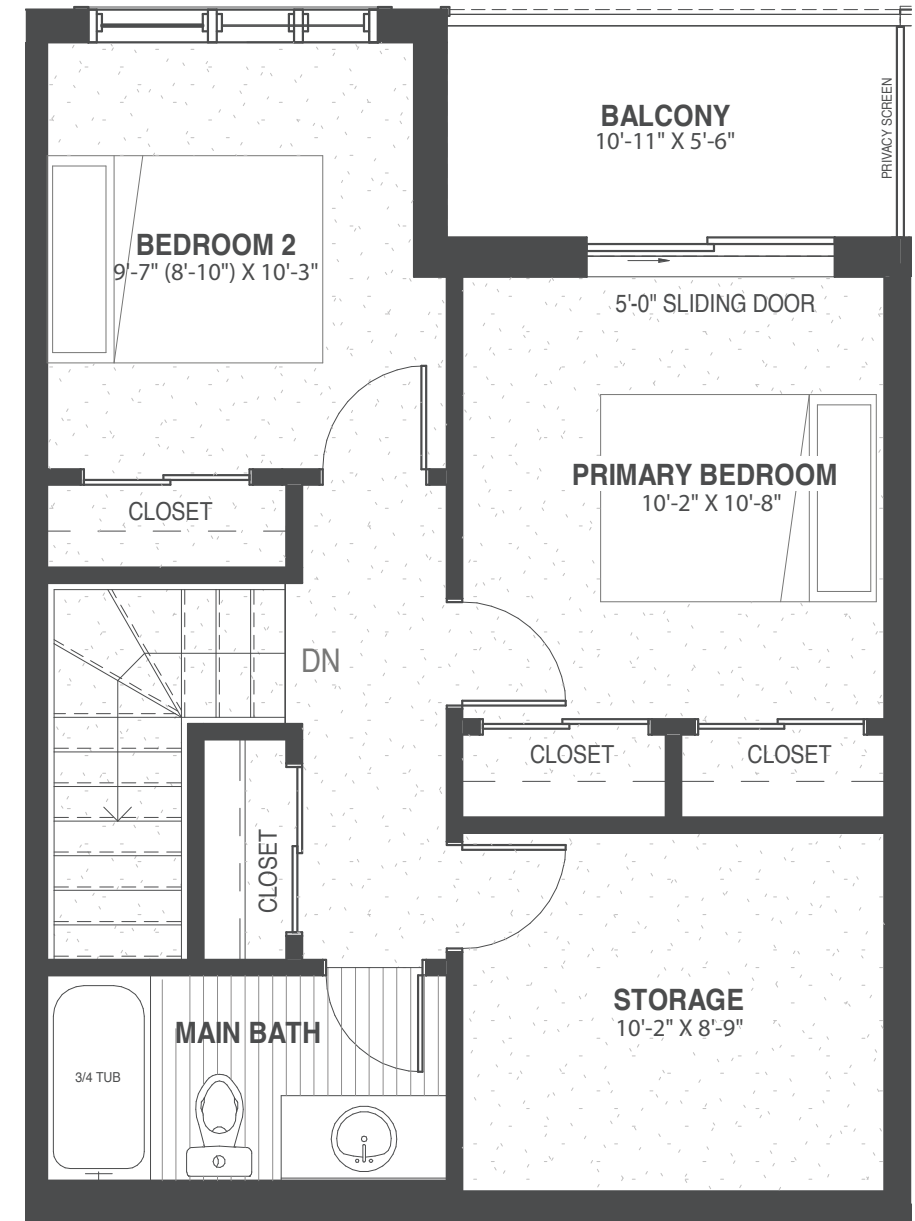 BALCONY
10'-11" X 5'-6"
PRIVACY SCREEN
BEDROOM 2
9'-7" (8'-10") X 10'-3"
5'-0" SLIDING DOOR
PRIMARY BEDROOM
10'-2" X 10'-8"
CLOSET
DN
CLOSET
CLOSET
CLOSET
STORAGE
10'-2" X 8'-9"
MAIN BATH
3/4 TUB